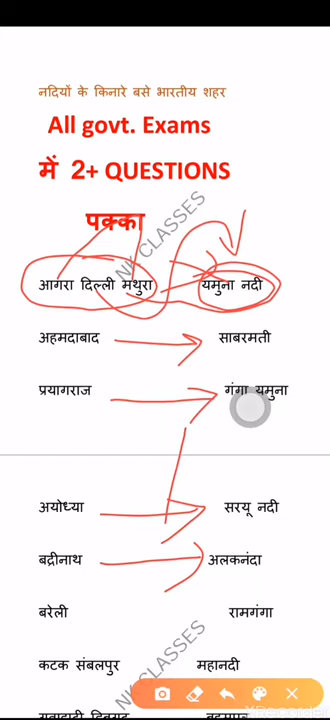 नदियों के किनारे बसे भारतीय शहर
All govt. Exams
में 2+ QUESTIONS
पक्का
NK CLASSES
आगरा दिल्ली मथुरा यमुना नदी
अहमदाबाद साबरमती
प्रयागराज गंगा यमुना
अयोध्या सरयू नदी
बद्रीनाथ अलकनंदा
बरेली रामगंगा
कटक संबलपुर महानदी
NK CLASSES